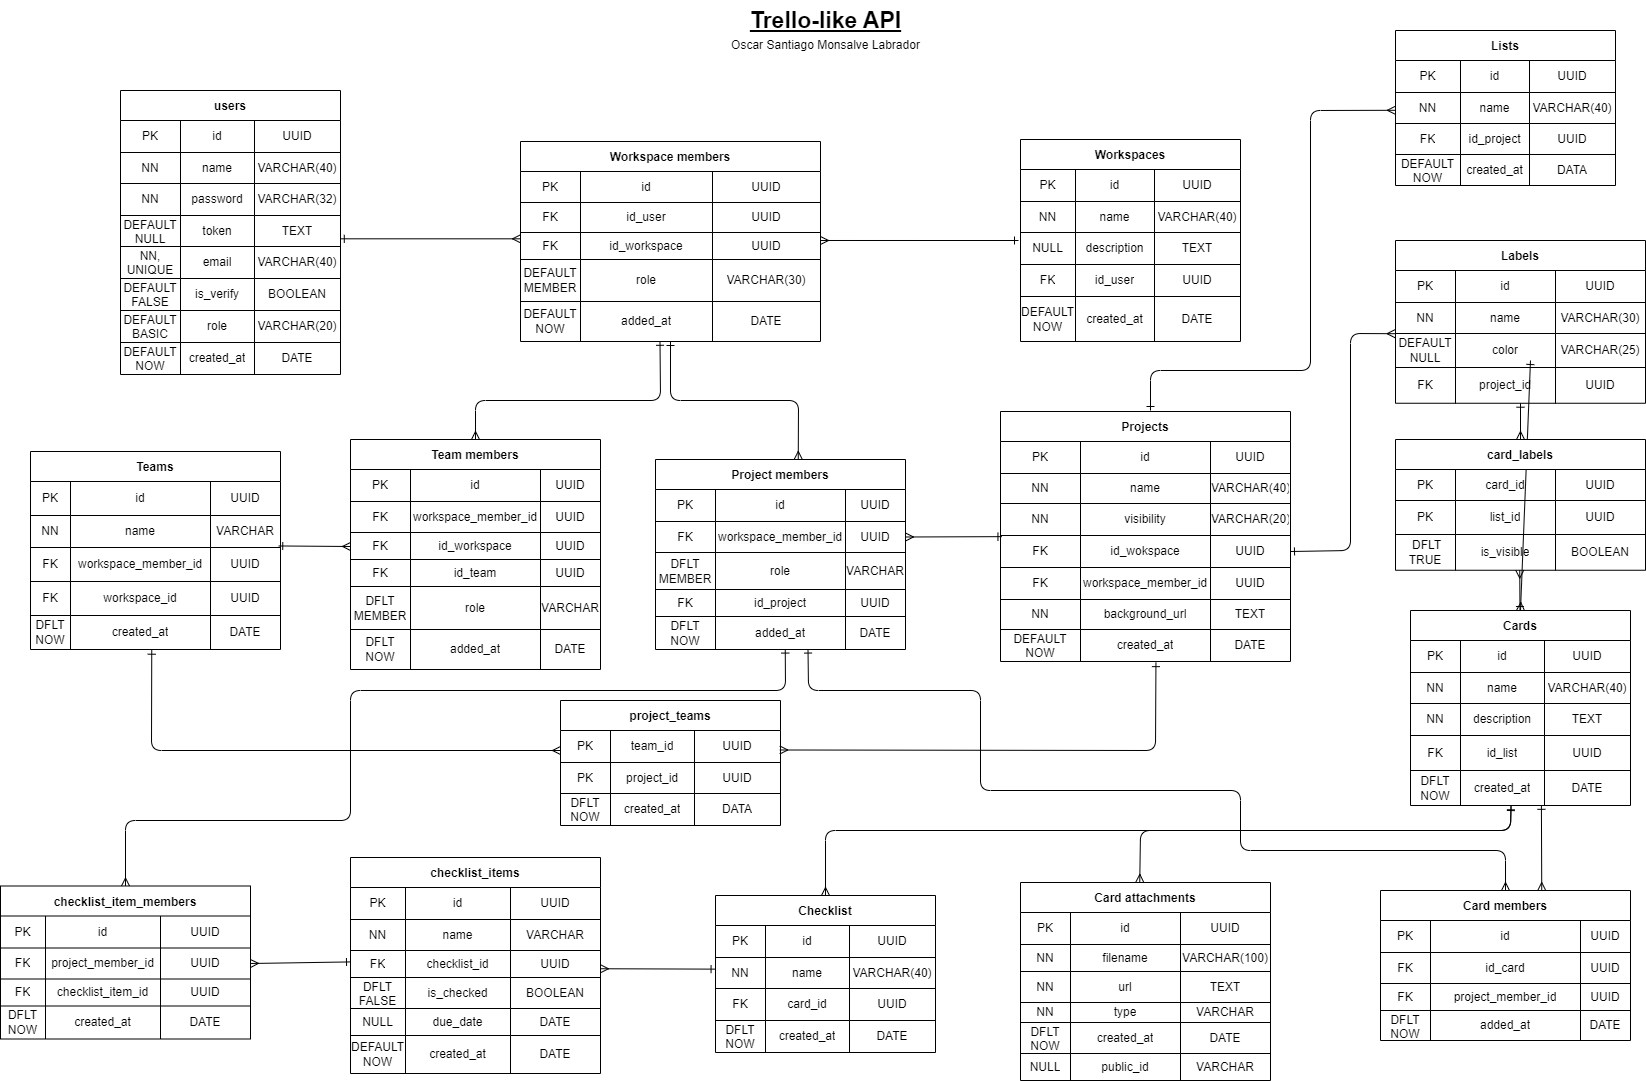 Trello-like API
Oscar Santiago Monsalve Labrador
users
PK id UUID
NN name VARCHAR(40)
NN password VARCHAR(32)
DEFAULT
NULL
token TEXT
NN,
UNIQUE
email VARCHAR(40)
DEFAULT
FALSE
is_verify BOOLEAN
DEFAULT
BASIC
role VARCHAR(20)
DEFAULT
NOW
created_at DATE
Workspace members
PK id UUID
FK id_user UUID
FK id_workspace UUID
DEFAULT
MEMBER
role VARCHAR(30)
DEFAULT
NOW
added_at DATE
Workspaces
PK id UUID
NN name VARCHAR(40)
NULL description TEXT
FK id_user UUID
DEFAULT
NOW
created_at DATE
Lists
PK id UUID
NN name VARCHAR(40)
FK id_project UUID
DEFAULT
NOW
created_at DATA
Labels
PK id UUID
NN name VARCHAR(30)
DEFAULT
NULL
color VARCHAR(25)
FK project_id UUID
Teams
PK id UUID
NN name VARCHAR
FK workspace_member_id UUID
FK workspace_id UUID
DFLT
NOW
created_at DATE
Team members
PK id UUID
FK workspace_member_id UUID
FK id_workspace UUID
FK id_team UUID
DFLT
MEMBER
role VARCHAR
DFLT
NOW
added_at DATE
Project members
PK id UUID
FK workspace_member_id UUID
DFLT
MEMBER
role VARCHAR
FK id_project UUID
DFLT
NOW
added_at DATE
Projects
PK id UUID
NN name VARCHAR(40)
NN visibility VARCHAR(20)
FK id_wokspace UUID
FK workspace_member_id UUID
NN background_url TEXT
DEFAULT
NOW
created_at DATE
card_labels
PK card_id UUID
PK list_id UUID
DFLT
TRUE
is_visible BOOLEAN
Cards
PK id UUID
NN name VARCHAR(40)
NN description TEXT
FK id_list UUID
DFLT
NOW
created_at DATE
project_teams
PK team_id UUID
PK project_id UUID
DFLT
NOW
created_at DATA
checklist_item_members
PK id UUID
FK project_member_id UUID
FK checklist_item_id UUID
DFLT
NOW
created_at DATE
checklist_items
PK id UUID
NN name VARCHAR
FK checklist_id UUID
DFLT
FALSE
is_checked BOOLEAN
NULL due_date DATE
DEFAULT
NOW
created_at DATE
Checklist
PK id UUID
NN name VARCHAR(40)
FK card_id UUID
DFLT
NOW
created_at DATE
Card attachments
PK id UUID
NN filename VARCHAR(100)
NN url TEXT
NN type VARCHAR
DFLT
NOW
created_at DATE
NULL public_id VARCHAR
Card members
PK id UUID
FK id_card UUID
FK project_member_id UUID
DFLT
NOW
added_at DATE